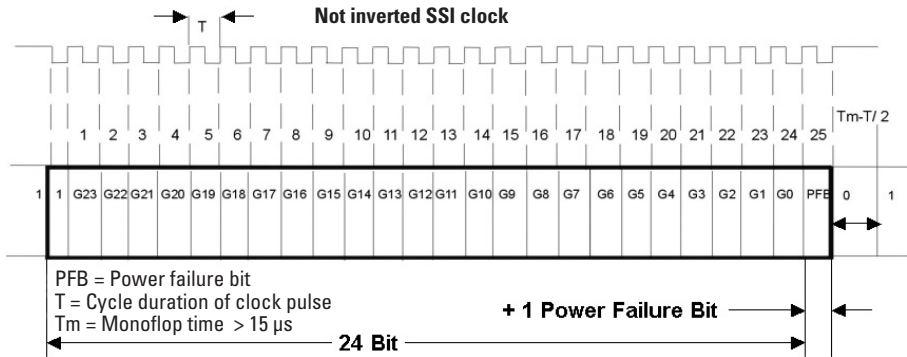 Not inverted SSI clock
T
1 2 3 4 5 6 7 8 9 10 11 12 13 14 15 16 17 18 19 20 21 22 23 24 25
Tm-T/ 2
1 1 G23 G22 G21 G20 G19 G18 G17 G16 G15 G14 G13 G12 G11 G10 G9 G8 G7 G6 G5 G4 G3 G2 G1 G0 PFB 0 1
PFB = Power failure bit
T = Cycle duration of clock pulse
Tm = Monoflop time > 15 µs
+ 1 Power Failure Bit
24 Bit